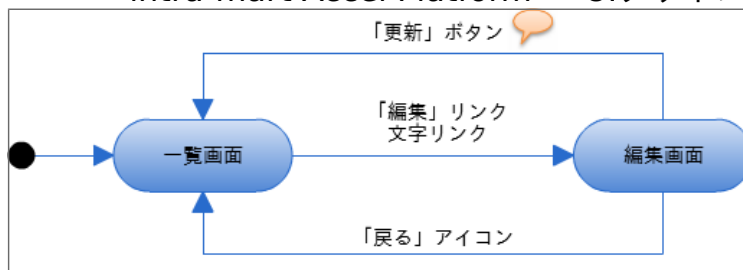 「更新」ボタン
「編集」リンク
文字リンク
一覧画面
編集画面
「戻る」アイコン